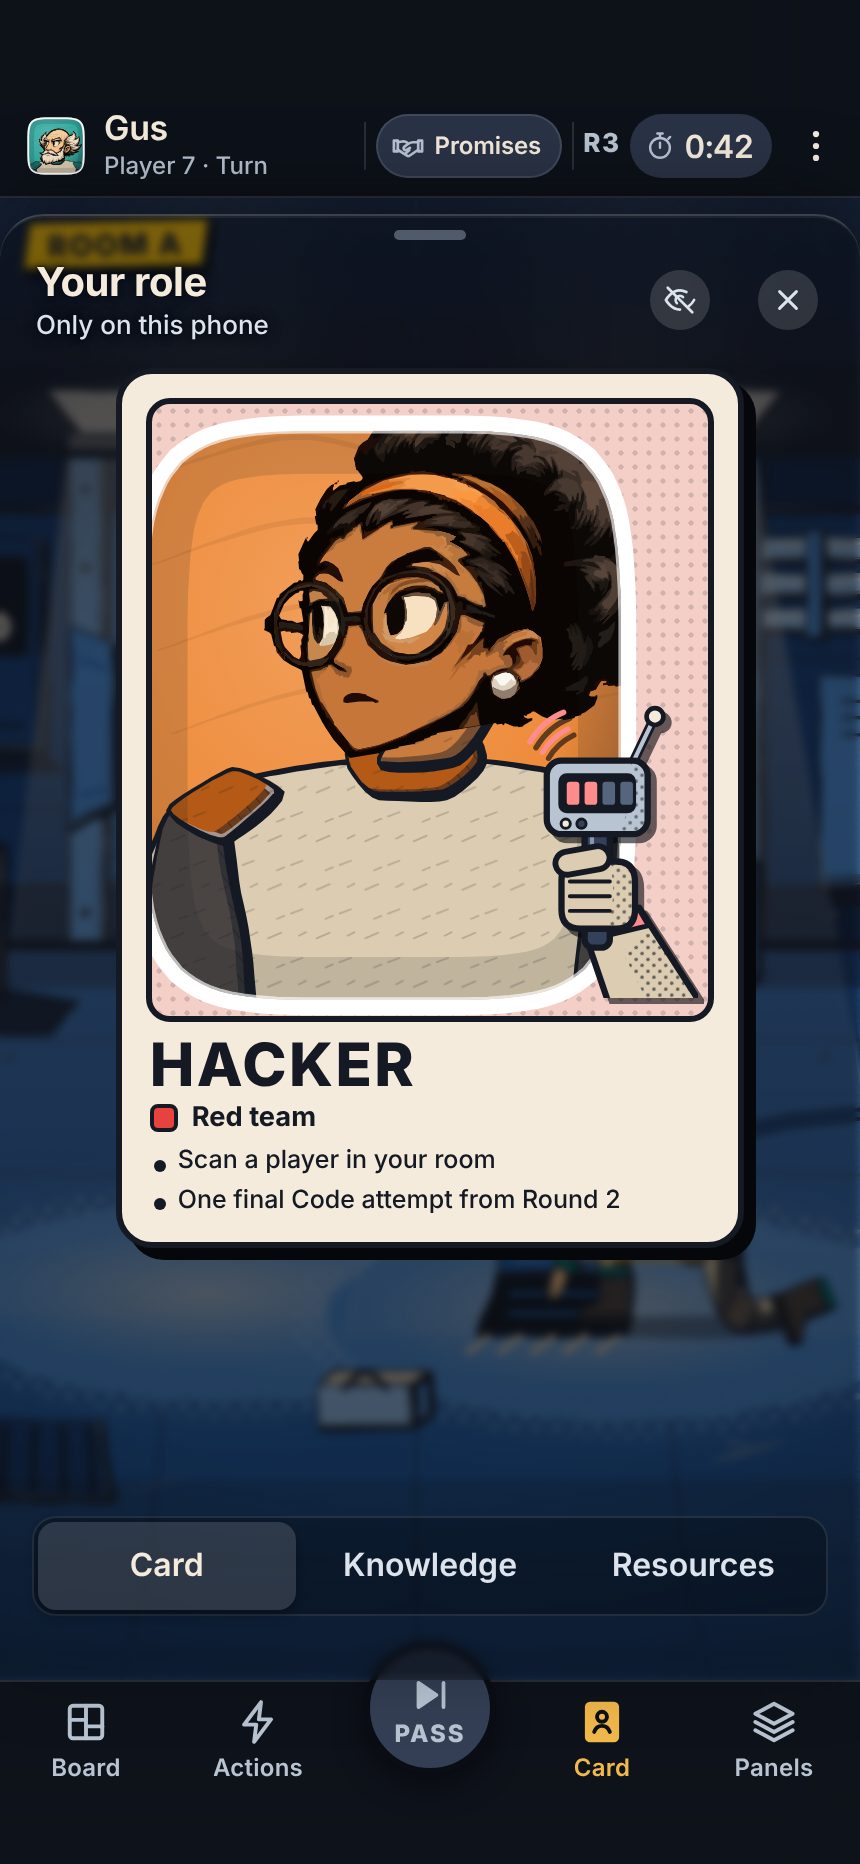 Gus
Player 7 · Turn
Promises
R3
0:42
ROOM A
Your role
Only on this phone
HACKER
Red team
• Scan a player in your room
• One final Code attempt from Round 2
Card
Knowledge
Resources
PASS
Board
Actions
Card
Panels